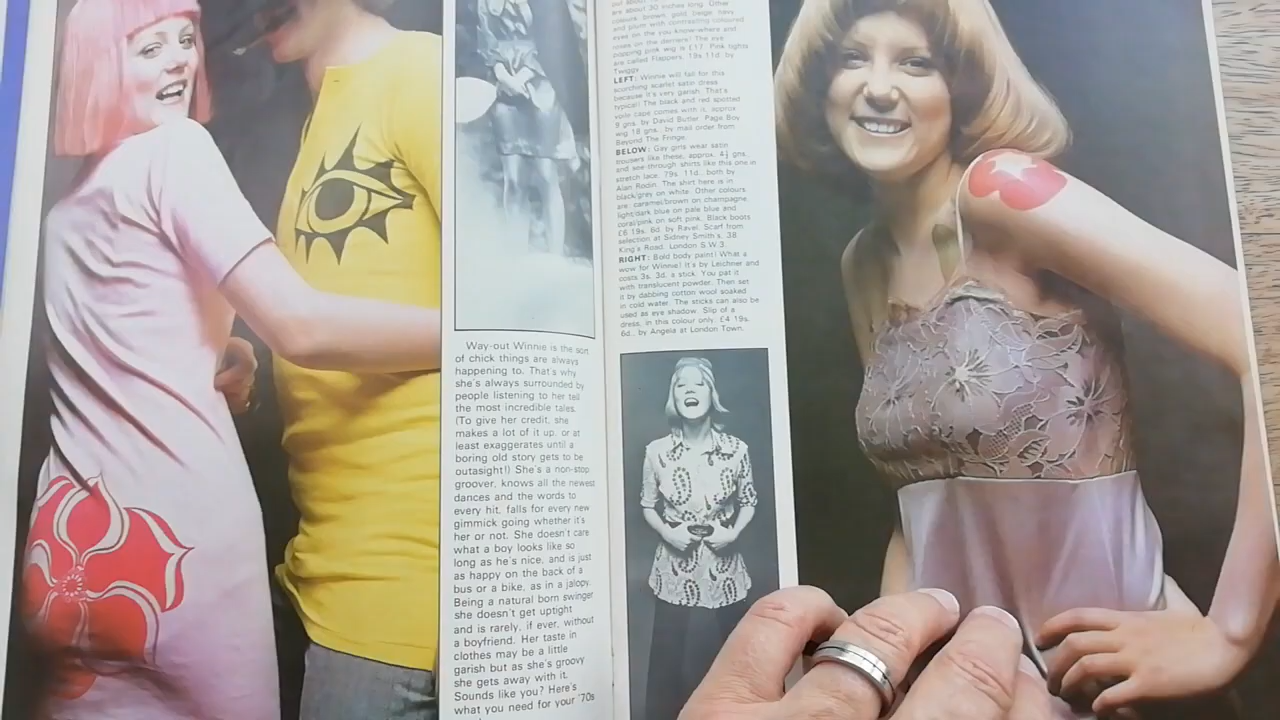 Way-out Winnie is the sort
of chick things are always
happening to. That's why
she's always surrounded by
people listening to her tell
the most incredible tales.
(To give her credit, she
makes a lot of it up, or at
least exaggerates until a
boring old story gets to be
outasight!) She's a non-stop
groover, knows all the newest
dances and the words to
every hit, falls for every new
gimmick going whether it's
her or not. She doesn't care
what a boy looks like so
long as he's nice, and is just
as happy on the back of a
bus or a bike, as in a jalopy.
Being a natural born swinger
she doesn't get uptight
and is rarely, if ever, without
a boyfriend. Her taste in
clothes may be a little
garish but as she's groovy
she gets away with it.
Sounds like you? Here's
what you need for your '70s
are about 30 inches long. Other
colours: brown, gold, beige, navy
and plum with contrasting coloured
eyes on the you-know-where and
roses on the derriere! The eye
popping pink wig is £17. Pink tights
are called Flappers, 19s. 11d. by
Twiggy.
LEFT: Winnie will fall for this
scorching scarlet satin dress
because it's very garish. That's
typical! The black and red spotted
voile cape comes with it, approx.
9 gns. by David Butler. Page Boy
wig 18 gns., by mail order from
Beyond The Fringe.
BELOW: Gay girls wear satin
trousers like these, approx. 4½ gns.,
and see-through shirts like this one in
stretch lace, 79s. 11d., both by
Alan Rodin. The shirt here is in
black/grey on white. Other colours
are: caramel/brown on champagne,
light/dark blue on pale blue and
coral/pink on soft pink. Black boots
£6 19s. 6d. by Ravel. Scarf from
selection at Sidney Smith's, 38
King's Road, London S.W.3.
RIGHT: Bold body paint! What a
wow for Winnie! It's by Leichner and
costs 3s. 3d. a stick. You pat it
with translucent powder. Then set
it by dabbing cotton wool soaked
in cold water. The sticks can also be
used as eye shadow. Slip of a
dress, in this colour only, £4 19s.
6d., by Angela at London Town.